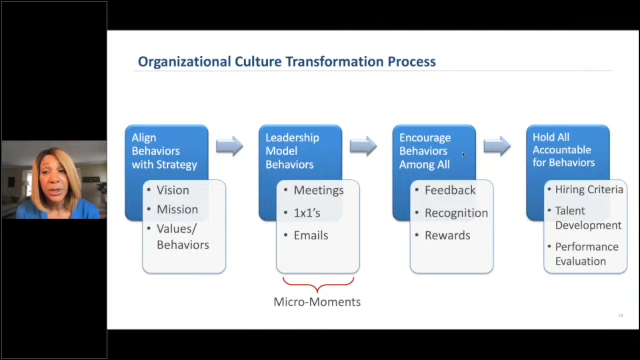 Organizational Culture Transformation Process
Align
Behaviors
with Strategy
• Vision
• Mission
• Values/
Behaviors
Leadership
Model
Behaviors
• Meetings
• 1x1's
• Emails
Micro-Moments
Encourage
Behaviors
Among All
• Feedback
• Recognition
• Rewards
Hold All
Accountable
for Behaviors
• Hiring Criteria
• Talent
Development
• Performance
Evaluation